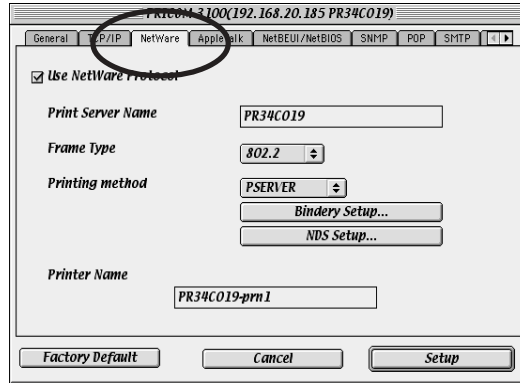 PRICOM 3100(192.168.20.185 PR34C019)
General TCP/IP NetWare AppleTalk NetBEUI/NetBIOS SNMP POP SMTP
Use NetWare Protocol
Print Server Name PR34C019
Frame Type 802.2
Printing method PSERVER
Bindery Setup...
NDS Setup...
Printer Name
PR34C019-prn1
Factory Default Cancel Setup